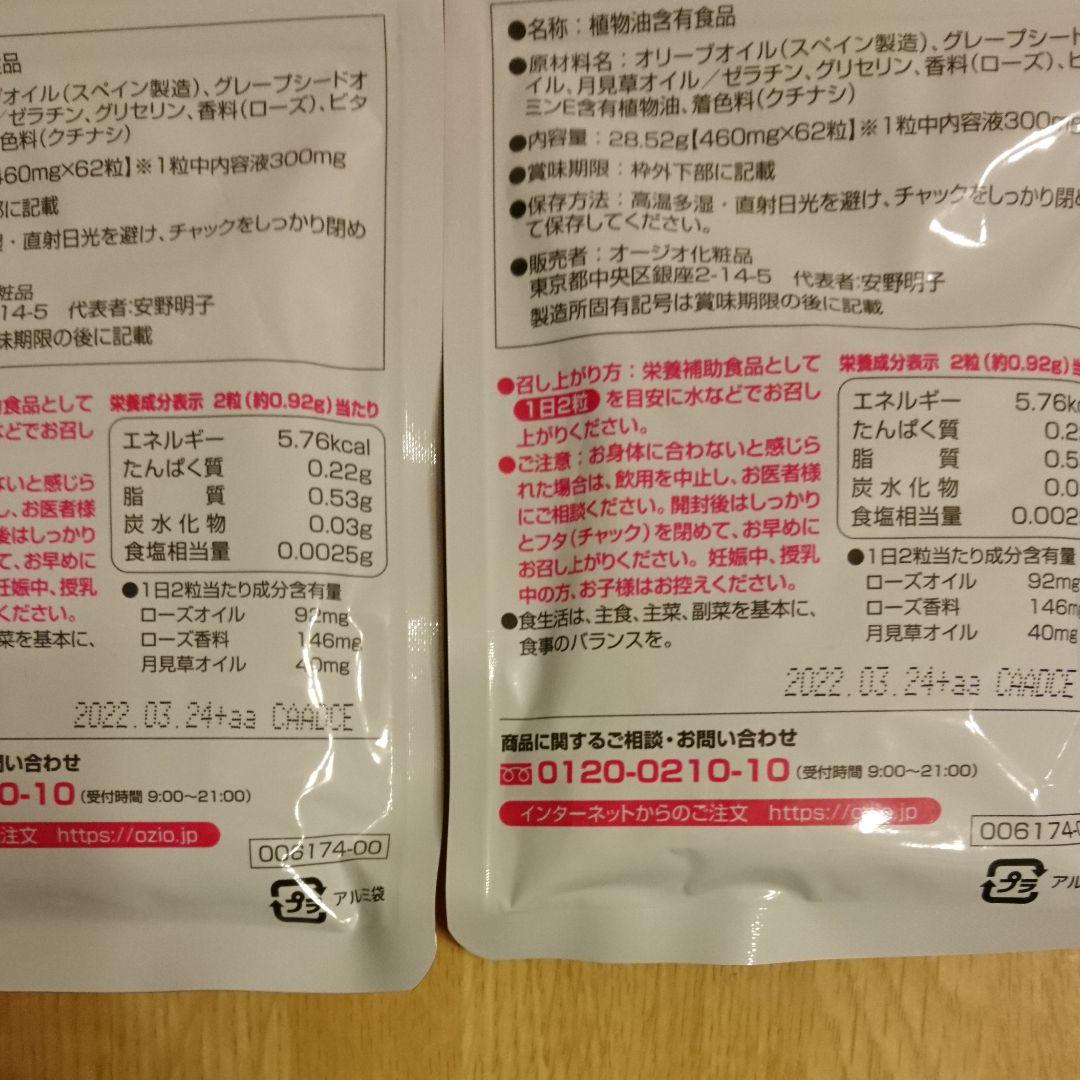 粧品
ブオイル(スペイン製造)、グレープシードオ
/ゼラチン、グリセリン、香料(ローズ)、ビタ
色料(クチナシ)
460mg×62粒】※1粒中内容液300mg
部に記載
・直射日光を避け、チャックをしっかり閉め
粧品
14-5 代表者:安野明子
味期限の後に記載
食品として
などでお召し
ないと感じら
し、お医者様
後はしっかり
て、お早めに
妊娠中、授乳
ください。
菜を基本に、
栄養成分表示 2粒(約0.92g)当たり
エネルギー 5.76kcal
たんぱく質 0.22g
脂質 0.53g
炭水化物 0.03g
食塩相当量 0.0025g
●1日2粒当たり成分含有量
ローズオイル 92mg
ローズ香料 146mg
月見草オイル 40mg
2022.03.24+aa CAADCE
問い合わせ
0-10 (受付時間 9:00〜21:00)
ご注文 https://ozio.jp
006174-00
プラ アルミ袋
●名称:植物油含有食品
●原材料名:オリーブオイル(スペイン製造)、グレープシード
イル、月見草オイル/ゼラチン、グリセリン、香料(ローズ)、ビ
ミンE含有植物油、着色料(クチナシ)
●内容量:28.52g【460mg×62粒】※1粒中内容液300mg
●賞味期限:枠外下部に記載
●保存方法:高温多湿・直射日光を避け、チャックをしっかり閉め
て保存してください。
●販売者:オージオ化粧品
東京都中央区銀座2-14-5 代表者:安野明子
製造所固有記号は賞味期限の後に記載
●召し上がり方:栄養補助食品として
1日2粒 を目安に水などでお召し
上がりください。
●ご注意:お身体に合わないと感じら
れた場合は、飲用を中止し、お医者様
にご相談ください。開封後はしっかり
とフタ(チャック)を閉めて、お早めに
お召し上がりください。妊娠中、授乳
中の方、お子様はお控えください。
●食生活は、主食、主菜、副菜を基本に、
食事のバランスを。
栄養成分表示 2粒(約0.92g)当
エネルギー 5.76kc
たんぱく質 0.2
脂質 0.5
炭水化物 0.0
食塩相当量 0.002
●1日2粒当たり成分含有量
ローズオイル 92mg
ローズ香料 146m
月見草オイル 40mg
2022.03.24+aa CAADCE
商品に関するご相談・お問い合わせ
0120-0210-10 (受付時間 9:00〜21:00)
インターネットからのご注文 https://ozio.jp
006174-0
プラ アル